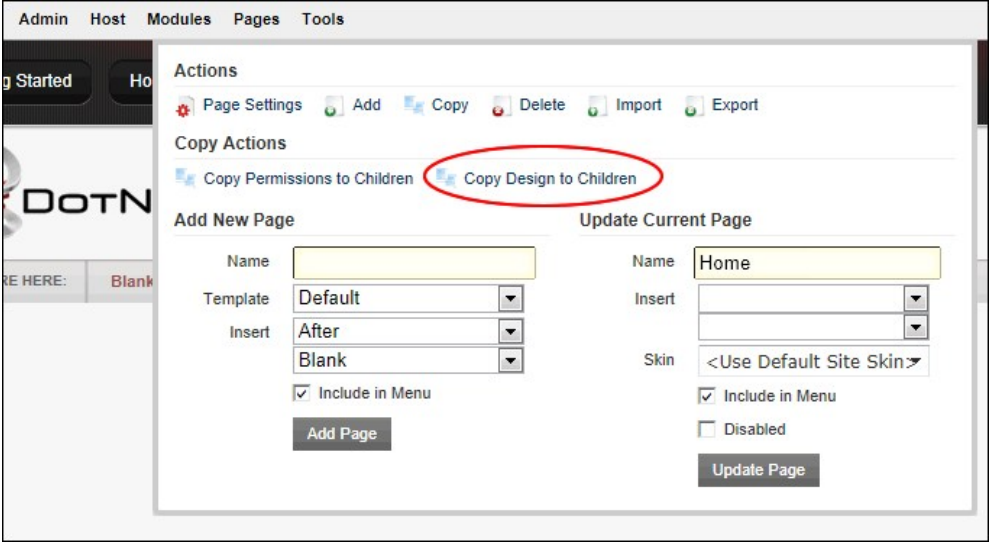 Admin Host Modules Pages Tools
g Started
Ho
Actions
Page Settings Add Copy Delete Import Export
Copy Actions
Copy Permissions to Children Copy Design to Children
DOTN
Add New Page
Update Current Page
RE HERE:
Blank
Name
Template Default
Insert After
Blank
Include in Menu
Add Page
Name Home
Insert
Skin <Use Default Site Skin>
Include in Menu
Disabled
Update Page